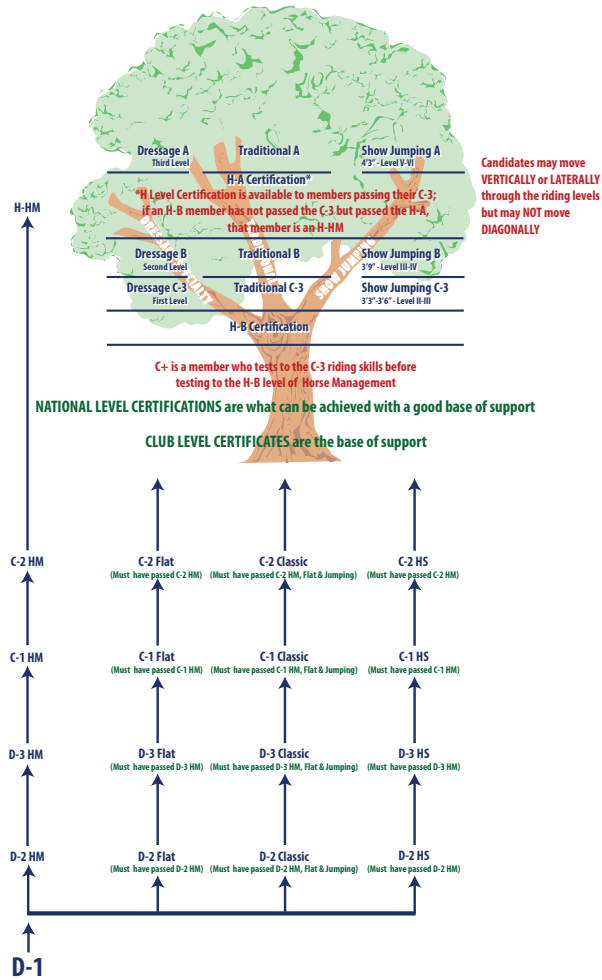 Dressage A
Third Level
Traditional A
Show Jumping A
4'3" - Level V-VI
Candidates may move
VERTICALLY or LATERALLY
through the riding levels
but may NOT move
DIAGONALLY
H-A Certification*
*H Level Certification is available to members passing their C-3;
if an H-B member has not passed the C-3 but passed the H-A,
that member is an H-HM
H-HM
Dressage B
Second Level
Traditional B
Show Jumping B
3'9" - Level III-IV
Dressage C-3
First Level
Traditional C-3
Show Jumping C-3
3'3"-3'6" - Level II-III
SHOW JUMPING
H-B Certification
C+ is a member who tests to the C-3 riding skills before
testing to the H-B level of Horse Management
NATIONAL LEVEL CERTIFICATIONS are what can be achieved with a good base of support
CLUB LEVEL CERTIFICATES are the base of support
C-2 HM
C-2 Flat
(Must have passed C-2 HM)
C-2 Classic
(Must have passed C-2 HM, Flat & Jumping)
C-2 HS
(Must have passed C-2 HM)
C-1 HM
C-1 Flat
(Must have passed C-1 HM)
C-1 Classic
(Must have passed C-1 HM, Flat & Jumping)
C-1 HS
(Must have passed C-1 HM)
D-3 HM
D-3 Flat
(Must have passed D-3 HM)
D-3 Classic
(Must have passed D-3 HM, Flat & Jumping)
D-3 HS
(Must have passed D-3 HM)
D-2 HM
D-2 Flat
(Must have passed D-2 HM)
D-2 Classic
(Must have passed D-2 HM, Flat & Jumping)
D-2 HS
(Must have passed D-2 HM)
D-1